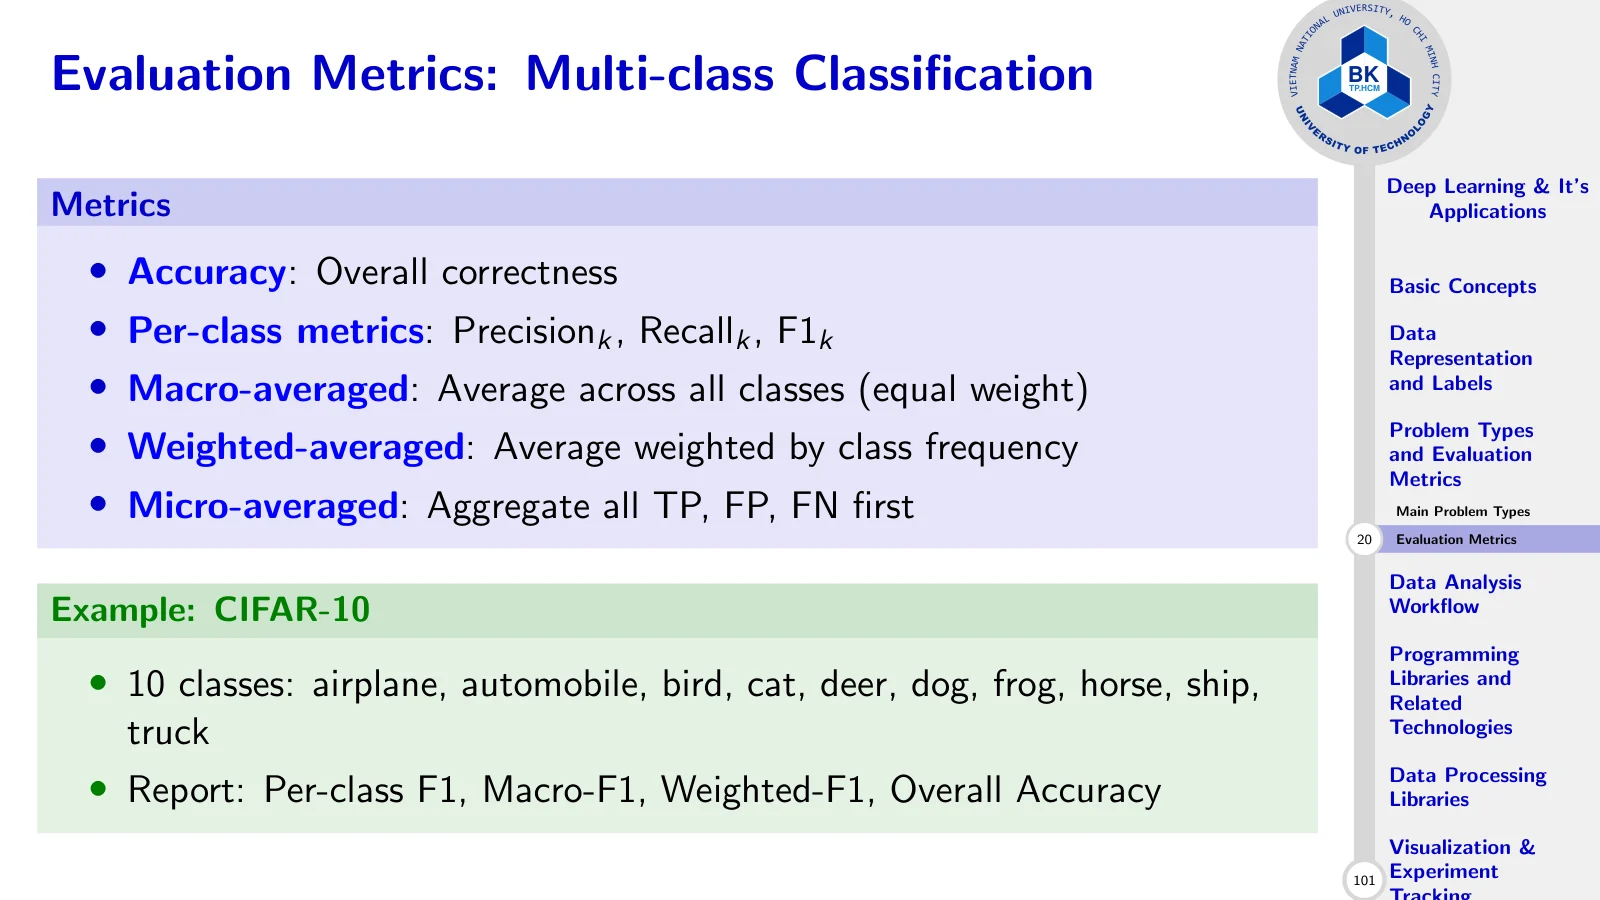 Evaluation Metrics: Multi-class Classification
VIETNAM NATIONAL UNIVERSITY, HO CHI MINH CITY
BK
TP.HCM
UNIVERSITY OF TECHNOLOGY
Metrics
• Accuracy: Overall correctness
• Per-class metrics: Precisionₖ, Recallₖ, F1ₖ
• Macro-averaged: Average across all classes (equal weight)
• Weighted-averaged: Average weighted by class frequency
• Micro-averaged: Aggregate all TP, FP, FN first
Example: CIFAR-10
• 10 classes: airplane, automobile, bird, cat, deer, dog, frog, horse, ship,
truck
• Report: Per-class F1, Macro-F1, Weighted-F1, Overall Accuracy
Deep Learning & It's
Applications
Basic Concepts
Data
Representation
and Labels
Problem Types
and Evaluation
Metrics
Main Problem Types
20 Evaluation Metrics
Data Analysis
Workflow
Programming
Libraries and
Related
Technologies
Data Processing
Libraries
Visualization &
101 Experiment
Tracking